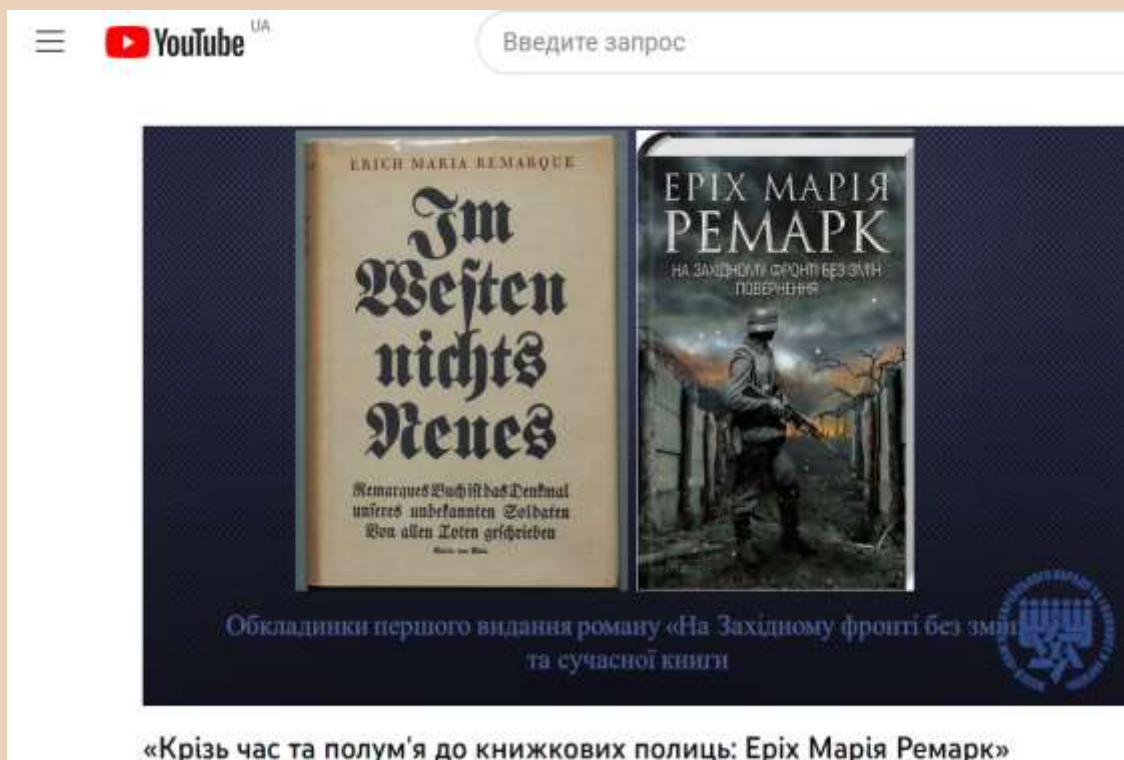 YouTube UA
Введите запрос
ERICH MARIA REMARQUE
Im
Weſten
nichts
Neues
Remarques Buch iſt das Denkmal
unſeres unbekannten Soldaten
Von allen Toten geſchrieben
ЕРІХ МАРІЯ
РЕМАРК
НА ЗАХІДНОМУ ФРОНТІ БЕЗ ЗМІН
ПОВЕРНЕННЯ
Обкладинки першого видання роману «На Західному фронті без змін
та сучасної книги
«Крізь час та полум'я до книжкових полиць: Еріх Марія Ремарк»